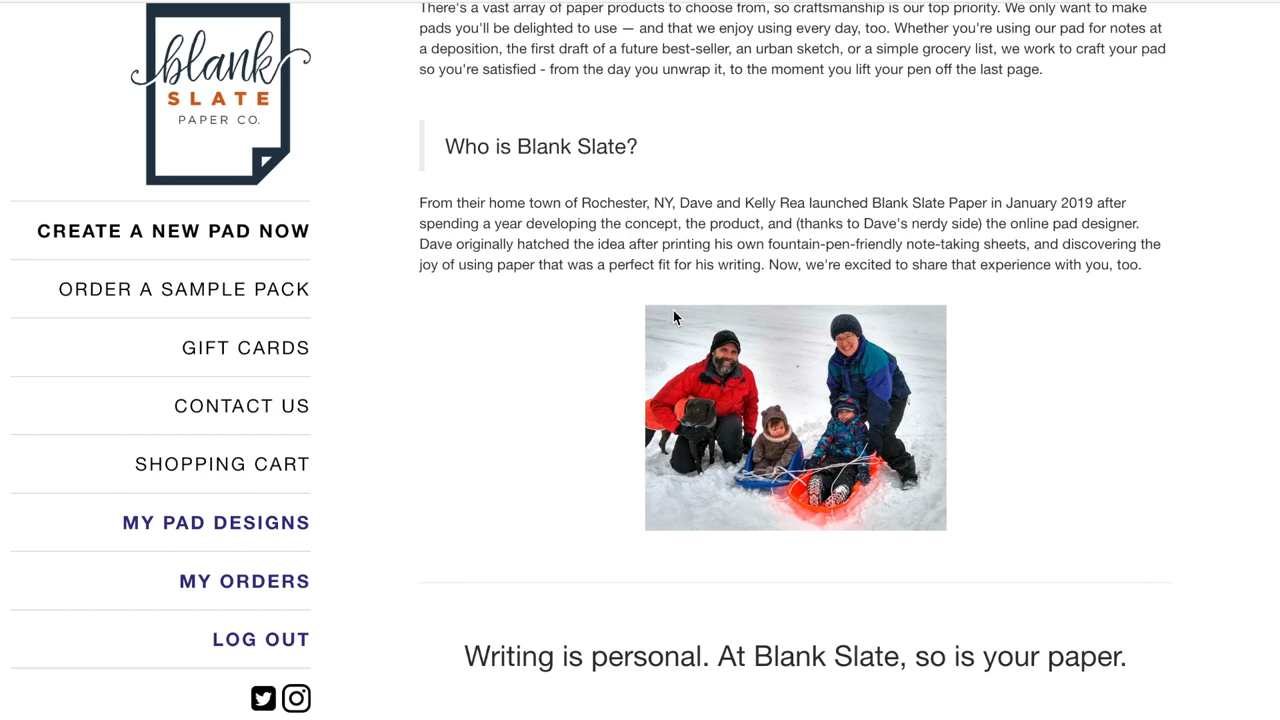 blank
SLATE
PAPER CO.
CREATE A NEW PAD NOW
ORDER A SAMPLE PACK
GIFT CARDS
CONTACT US
SHOPPING CART
MY PAD DESIGNS
MY ORDERS
LOG OUT
There's a vast array of paper products to choose from, so craftsmanship is our top priority. We only want to make
pads you'll be delighted to use — and that we enjoy using every day, too. Whether you're using our pad for notes at
a deposition, the first draft of a future best-seller, an urban sketch, or a simple grocery list, we work to craft your pad
so you're satisfied - from the day you unwrap it, to the moment you lift your pen off the last page.
Who is Blank Slate?
From their home town of Rochester, NY, Dave and Kelly Rea launched Blank Slate Paper in January 2019 after
spending a year developing the concept, the product, and (thanks to Dave's nerdy side) the online pad designer.
Dave originally hatched the idea after printing his own fountain-pen-friendly note-taking sheets, and discovering the
joy of using paper that was a perfect fit for his writing. Now, we're excited to share that experience with you, too.
Writing is personal. At Blank Slate, so is your paper.